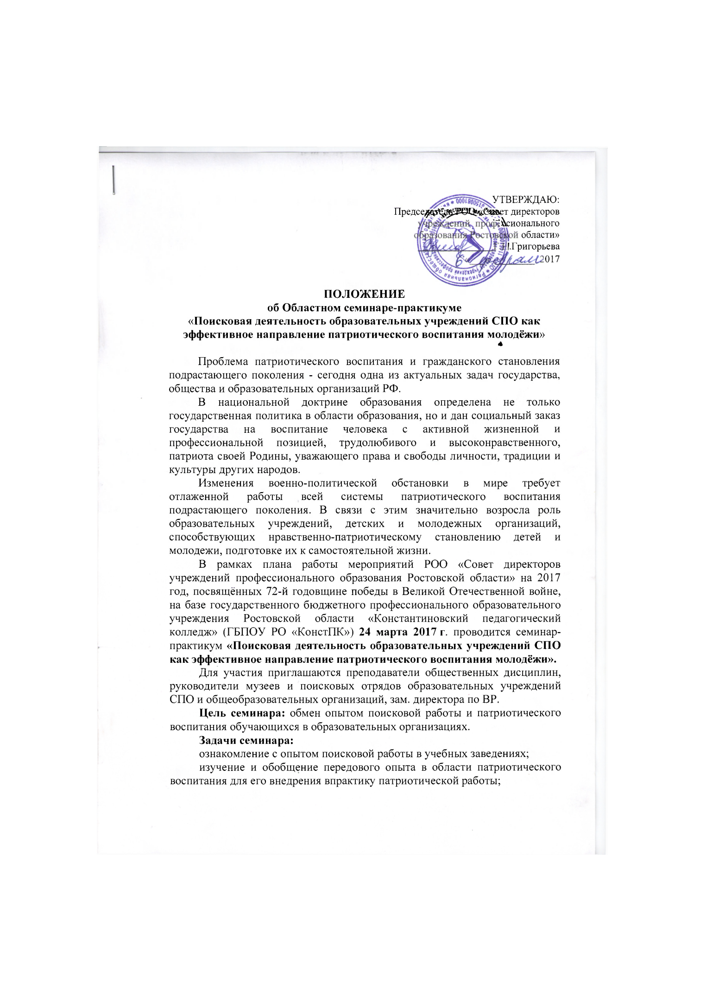 УТВЕРЖДАЮ:
Председатель РОО «Совет директоров
учреждений профессионального
образования Ростовской области»
Григорьева
6 февраля 2017
ПОЛОЖЕНИЕ
об Областном семинаре-практикуме
«Поисковая деятельность образовательных учреждений СПО как
эффективное направление патриотического воспитания молодёжи»
Проблема патриотического воспитания и гражданского становления
подрастающего поколения - сегодня одна из актуальных задач государства,
общества и образовательных организаций РФ.
В национальной доктрине образования определена не только
государственная политика в области образования, но и дан социальный заказ
государства на воспитание человека с активной жизненной и
профессиональной позицией, трудолюбивого и высоконравственного,
патриота своей Родины, уважающего права и свободы личности, традиции и
культуры других народов.
Изменения военно-политической обстановки в мире требует
отлаженной работы всей системы патриотического воспитания
подрастающего поколения. В связи с этим значительно возросла роль
образовательных учреждений, детских и молодежных организаций,
способствующих нравственно-патриотическому становлению детей и
молодежи, подготовке их к самостоятельной жизни.
В рамках плана работы мероприятий РОО «Совет директоров
учреждений профессионального образования Ростовской области» на 2017
год, посвящённых 72-й годовщине победы в Великой Отечественной войне,
на базе государственного бюджетного профессионального образовательного
учреждения Ростовской области «Константиновский педагогический
колледж» (ГБПОУ РО «КонстПК») 24 марта 2017 г. проводится семинар-
практикум «Поисковая деятельность образовательных учреждений СПО
как эффективное направление патриотического воспитания молодёжи».
Для участия приглашаются преподаватели общественных дисциплин,
руководители музеев и поисковых отрядов образовательных учреждений
СПО и общеобразовательных организаций, зам. директора по ВР.
Цель семинара: обмен опытом поисковой работы и патриотического
воспитания обучающихся в образовательных организациях.
Задачи семинара:
ознакомление с опытом поисковой работы в учебных заведениях;
изучение и обобщение передового опыта в области патриотического
воспитания для его внедрения впрактику патриотической работы;